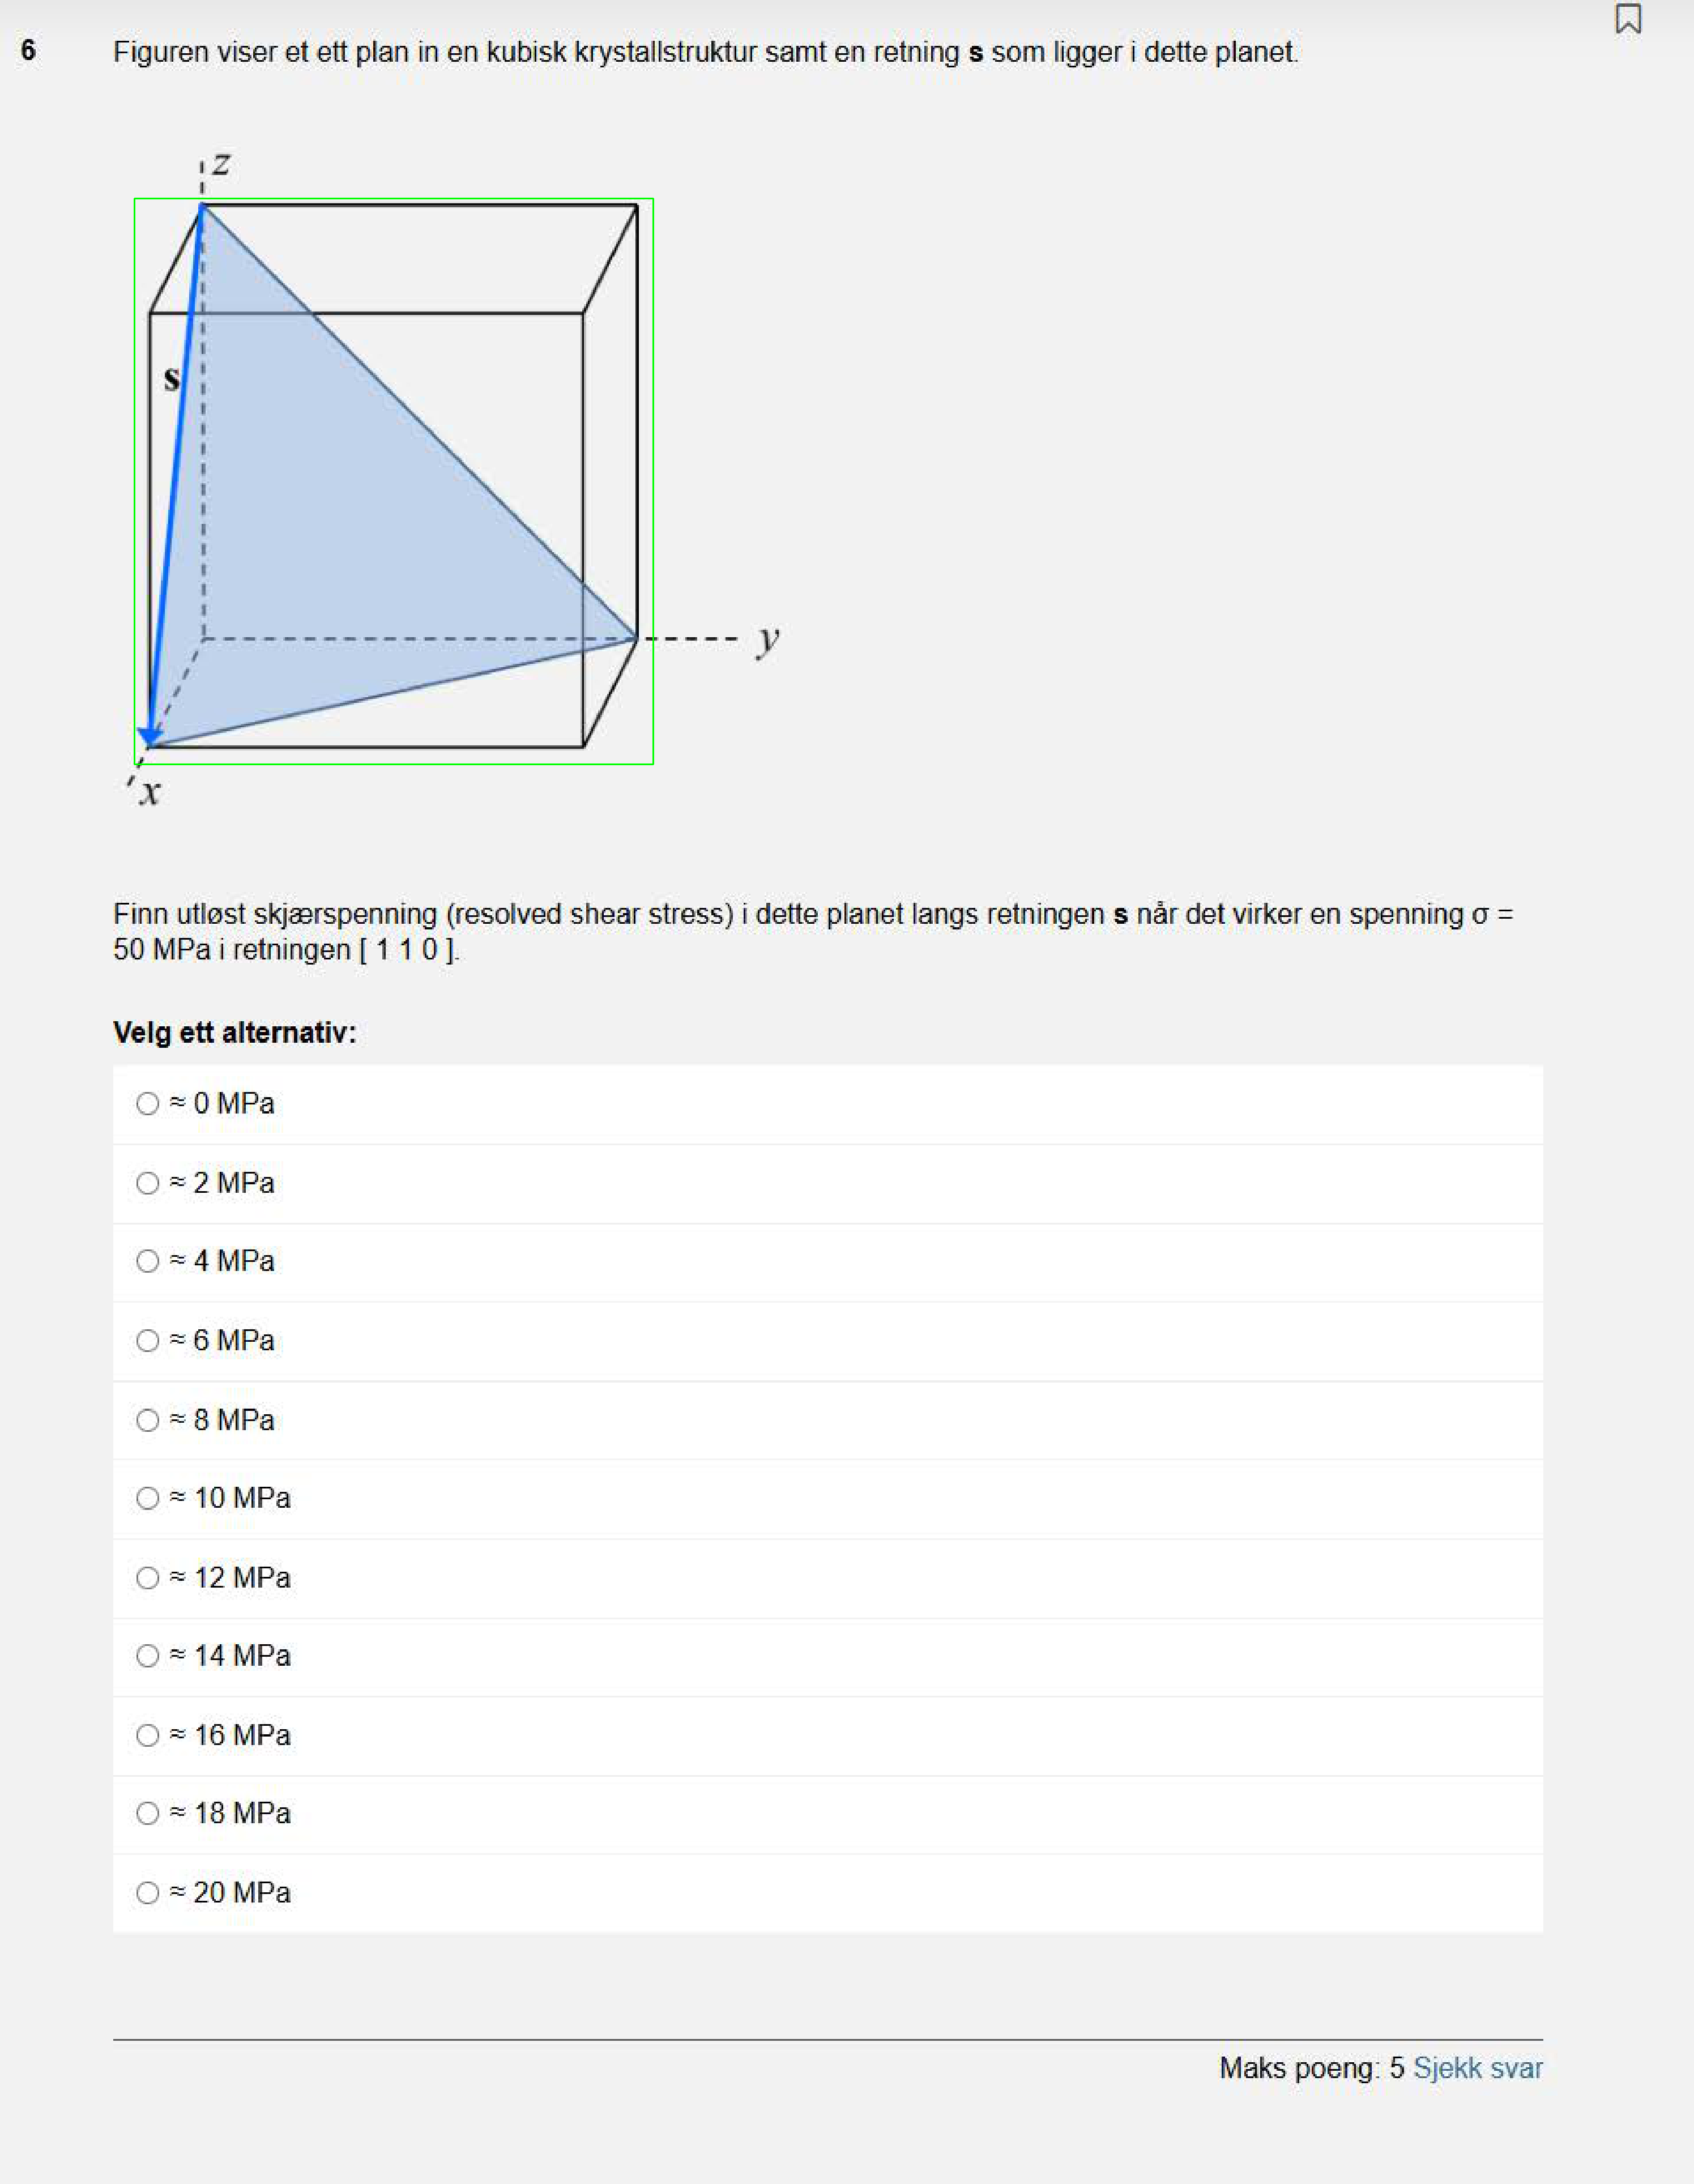 6 Figuren viser et ett plan in en kubisk krystallstruktur samt en retning s som ligger i dette planet.
z
s
y
x
Finn utløst skjærspenning (resolved shear stress) i dette planet langs retningen s når det virker en spenning σ =
50 MPa i retningen [ 1 1 0 ].
Velg ett alternativ:
≈ 0 MPa
≈ 2 MPa
≈ 4 MPa
≈ 6 MPa
≈ 8 MPa
≈ 10 MPa
≈ 12 MPa
≈ 14 MPa
≈ 16 MPa
≈ 18 MPa
≈ 20 MPa
Maks poeng: 5 Sjekk svar